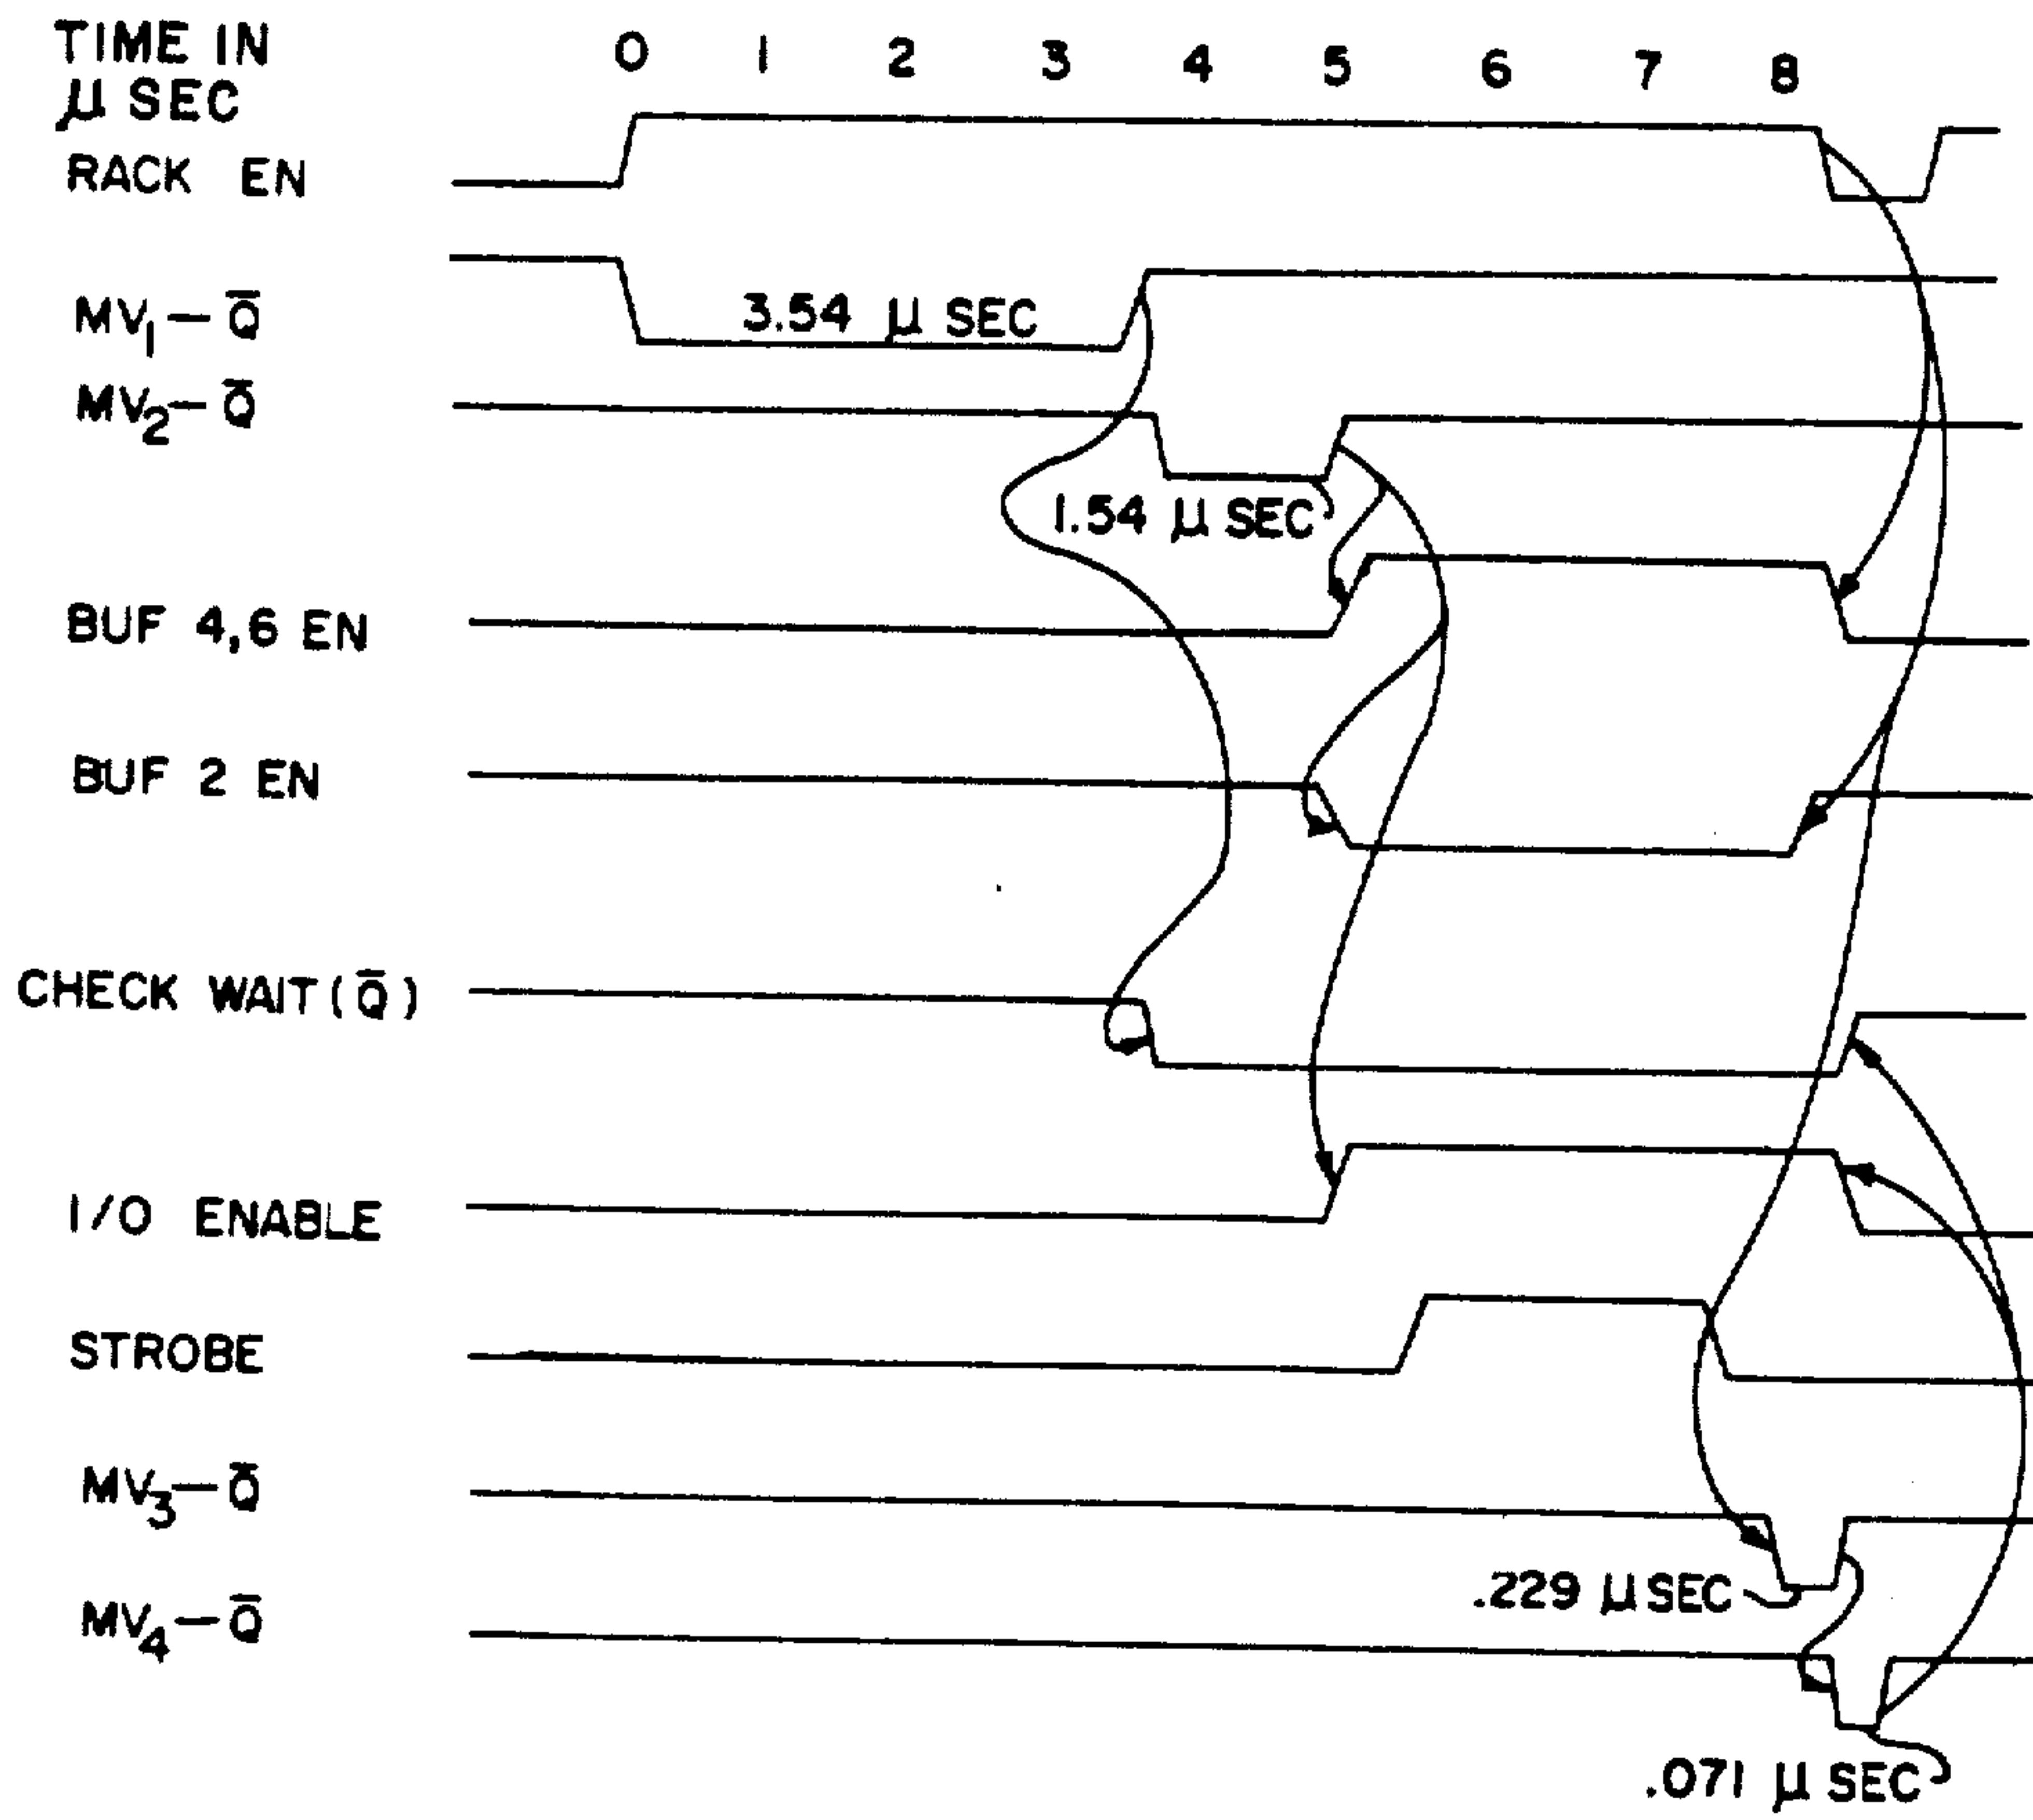 TIME IN
μ SEC
0 1 2 3 4 5 6 7 8
RACK EN
MV₁—Q̅
3.54 μ SEC
MV₂—Q̅
1.54 μ SEC
BUF 4,6 EN
BUF 2 EN
CHECK WAIT(Q̅)
I/O ENABLE
STROBE
MV₃—Q̅
.229 μ SEC
MV₄—Q̅
.071 μ SEC